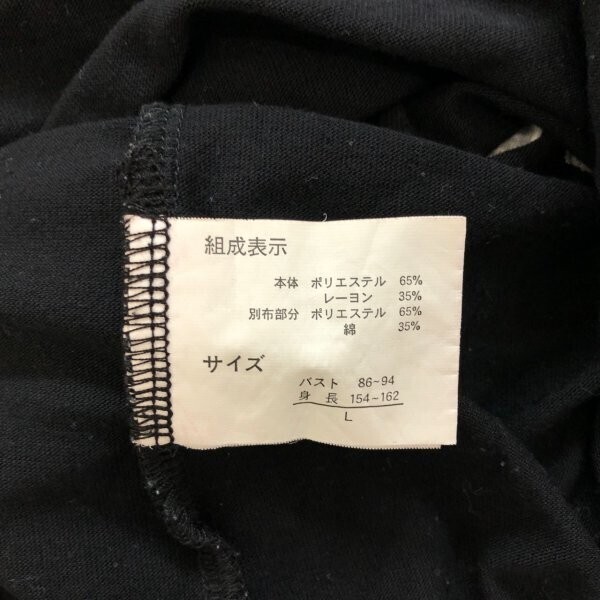 組成表示
本体 ポリエステル 65%
レーヨン 35%
別布部分 ポリエステル 65%
綿 35%
サイズ
バスト 86~94
身長 154~162
L